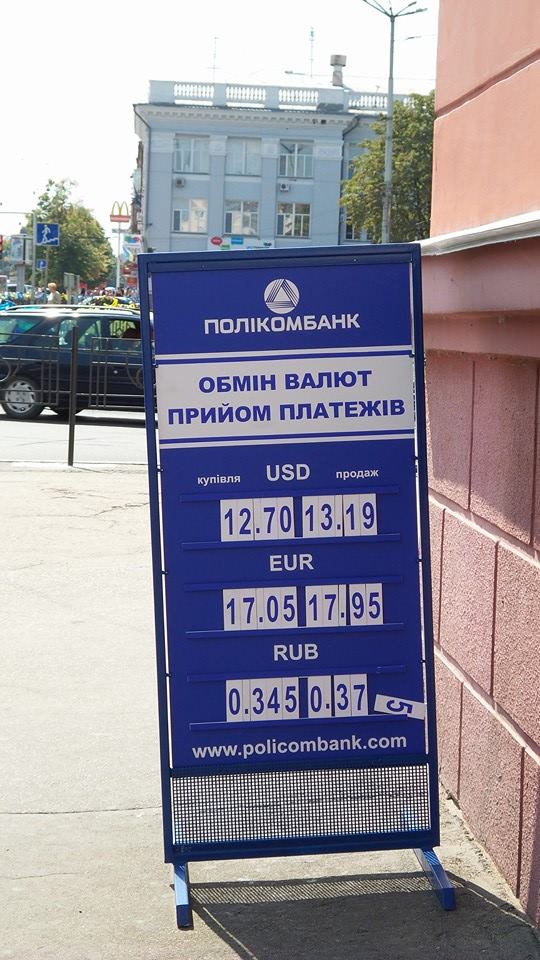 ПОЛІКОМБАНК
ОБМІН ВАЛЮТ
ПРИЙОМ ПЛАТЕЖІВ
купівля USD продаж
12.70 13.19
EUR
17.05 17.95
RUB
0.345 0.37 5
www.policombank.com